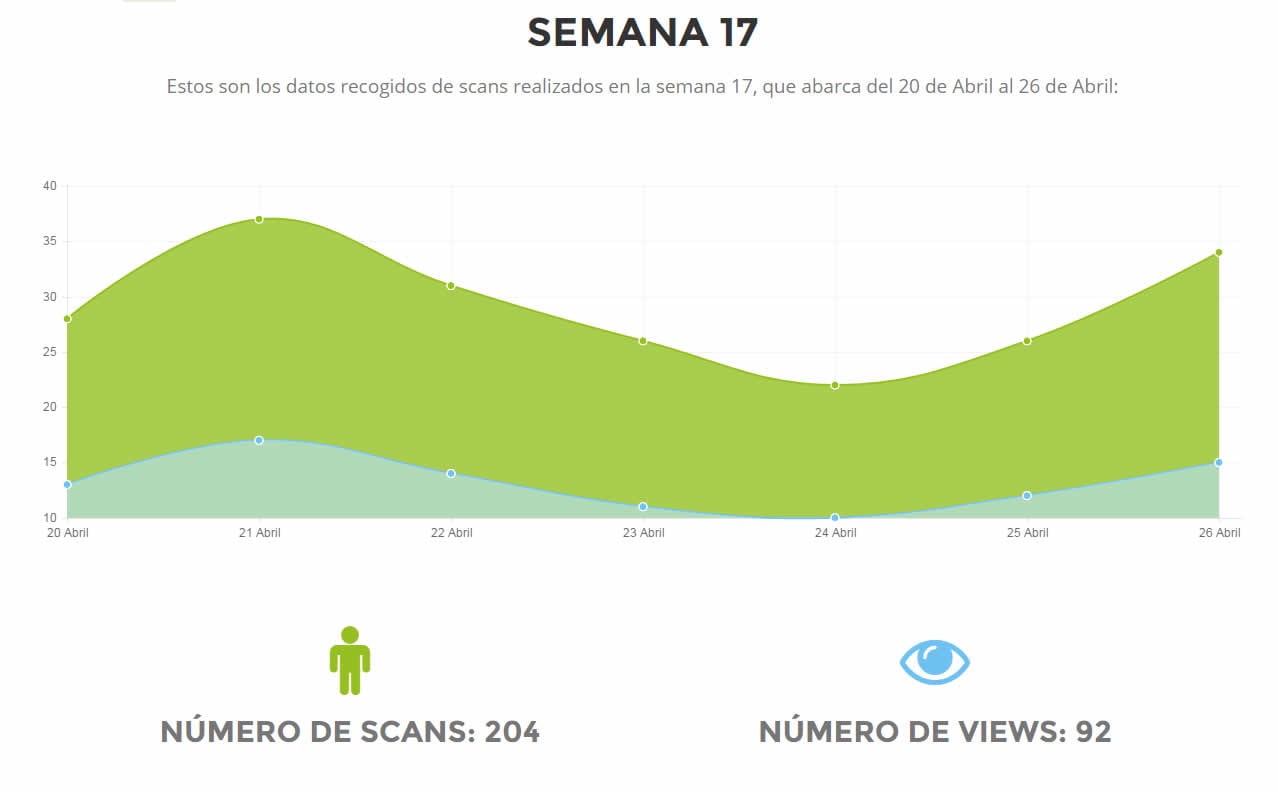 SEMANA 17
Estos son los datos recogidos de scans realizados en la semana 17, que abarca del 20 de Abril al 26 de Abril:
40
35
30
25
20
15
10
20 Abril 21 Abril 22 Abril 23 Abril 24 Abril 25 Abril 26 Abril
NÚMERO DE SCANS: 204
NÚMERO DE VIEWS: 92